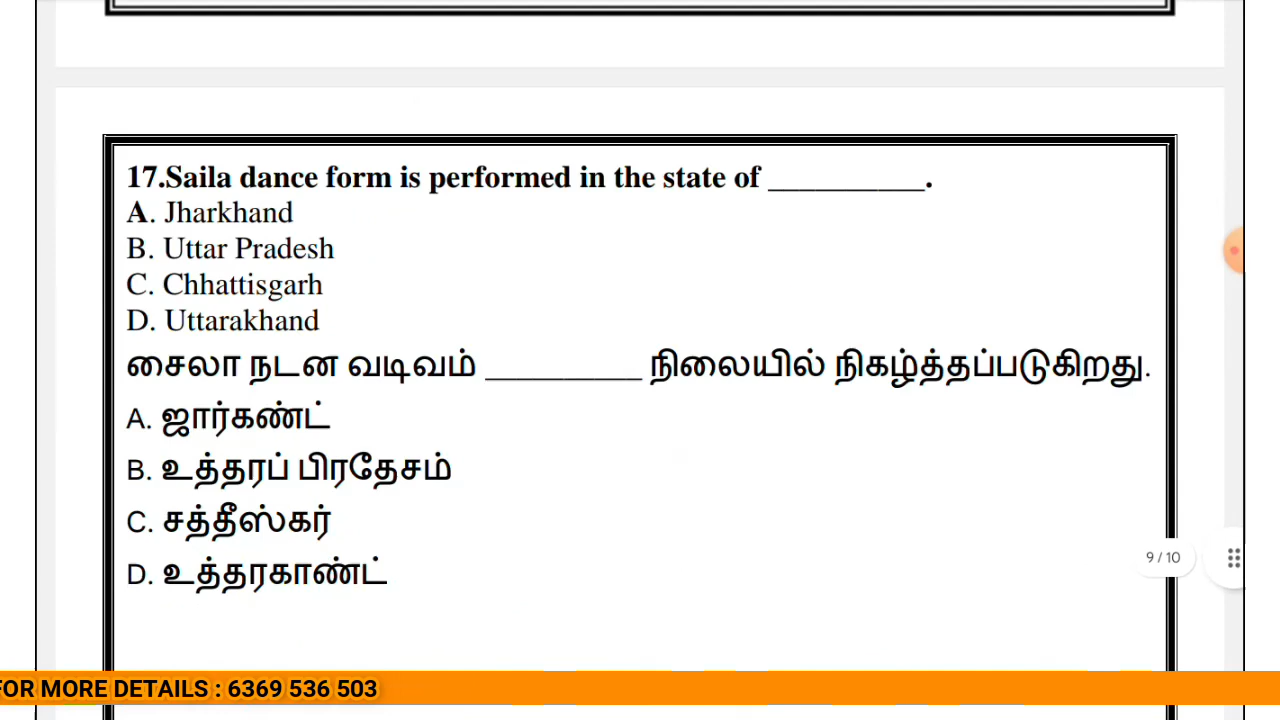 17.Saila dance form is performed in the state of __________.
A. Jharkhand
B. Uttar Pradesh
C. Chhattisgarh
D. Uttarakhand
சைலா நடன வடிவம் __________ நிலையில் நிகழ்த்தப்படுகிறது.
A. ஜார்கண்ட்
B. உத்தரப் பிரதேசம்
C. சத்தீஸ்கர்
D. உத்தரகாண்ட்
9 / 10
FOR MORE DETAILS : 6369 536 503